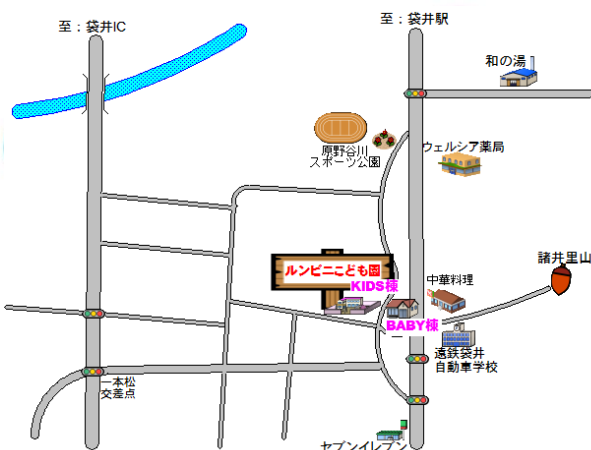 至：袋井IC
至：袋井駅
和の湯
原野谷川
スポーツ公園
ウェルシア薬局
ルンビニこども園
KIDS棟
BABY棟
中華料理
諸井里山
遠鉄袋井
自動車学校
一本松
交差点
セブンイレブン